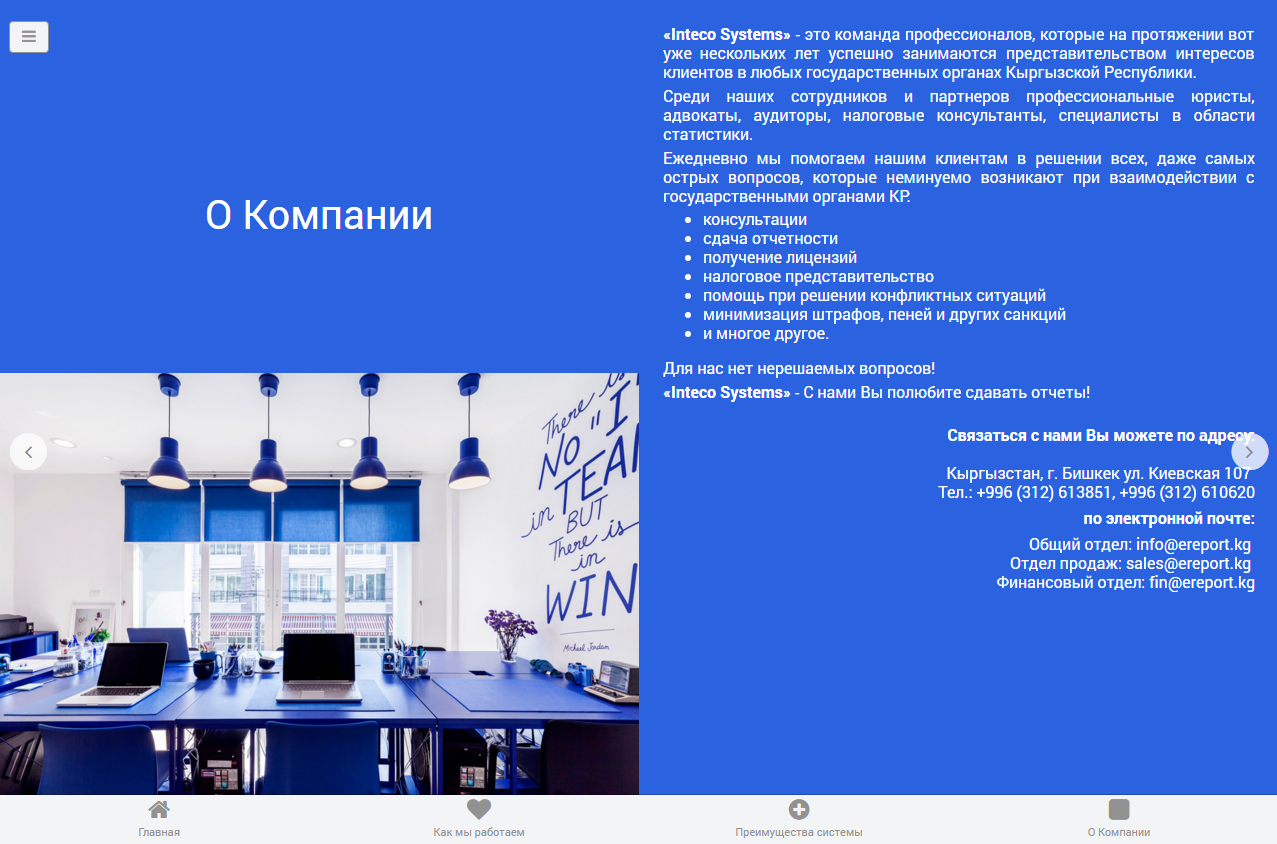 О Компании
«Inteco Systems» - это команда профессионалов, которые на протяжении вот
уже нескольких лет успешно занимаются представительством интересов
клиентов в любых государственных органах Кыргызской Республики.
Среди наших сотрудников и партнеров профессиональные юристы,
адвокаты, аудиторы, налоговые консультанты, специалисты в области
статистики.
Ежедневно мы помогаем нашим клиентам в решении всех, даже самых
острых вопросов, которые неминуемо возникают при взаимодействии с
государственными органами КР.
• консультации
• сдача отчетности
• получение лицензий
• налоговое представительство
• помощь при решении конфликтных ситуаций
• минимизация штрафов, пеней и других санкций
• и многое другое.
Для нас нет нерешаемых вопросов!
«Inteco Systems» - С нами Вы полюбите сдавать отчеты!
Связаться с нами Вы можете по адресу:
Кыргызстан, г. Бишкек ул. Киевская 107
Тел.: +996 (312) 613851, +996 (312) 610620
по электронной почте:
Общий отдел: info@ereport.kg
Отдел продаж: sales@ereport.kg
Финансовый отдел: fin@ereport.kg
There is
NO "I
in TEAM
BUT
There is
in
WIN
Michael Jordan
Главная
Как мы работаем
Преимущества системы
О Компании